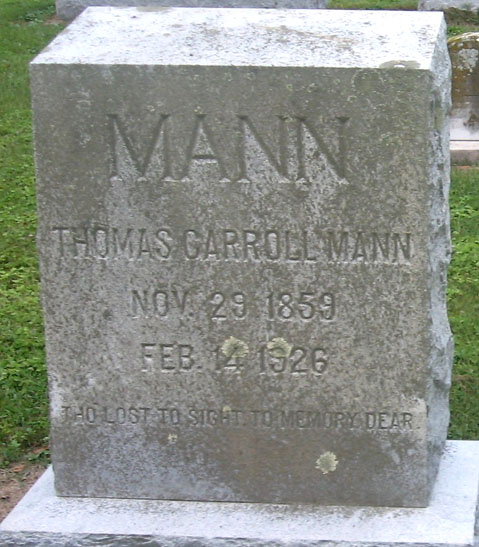 MANN
THOMAS CARROLL MANN
NOV. 29 1859
FEB. 14 1926
THO LOST TO SIGHT, TO MEMORY DEAR.